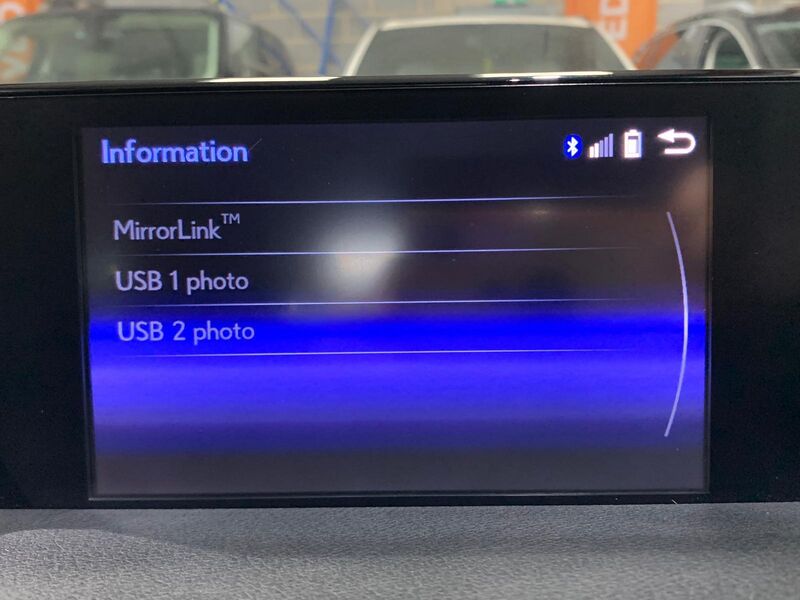 Information
MirrorLink™
USB 1 photo
USB 2 photo